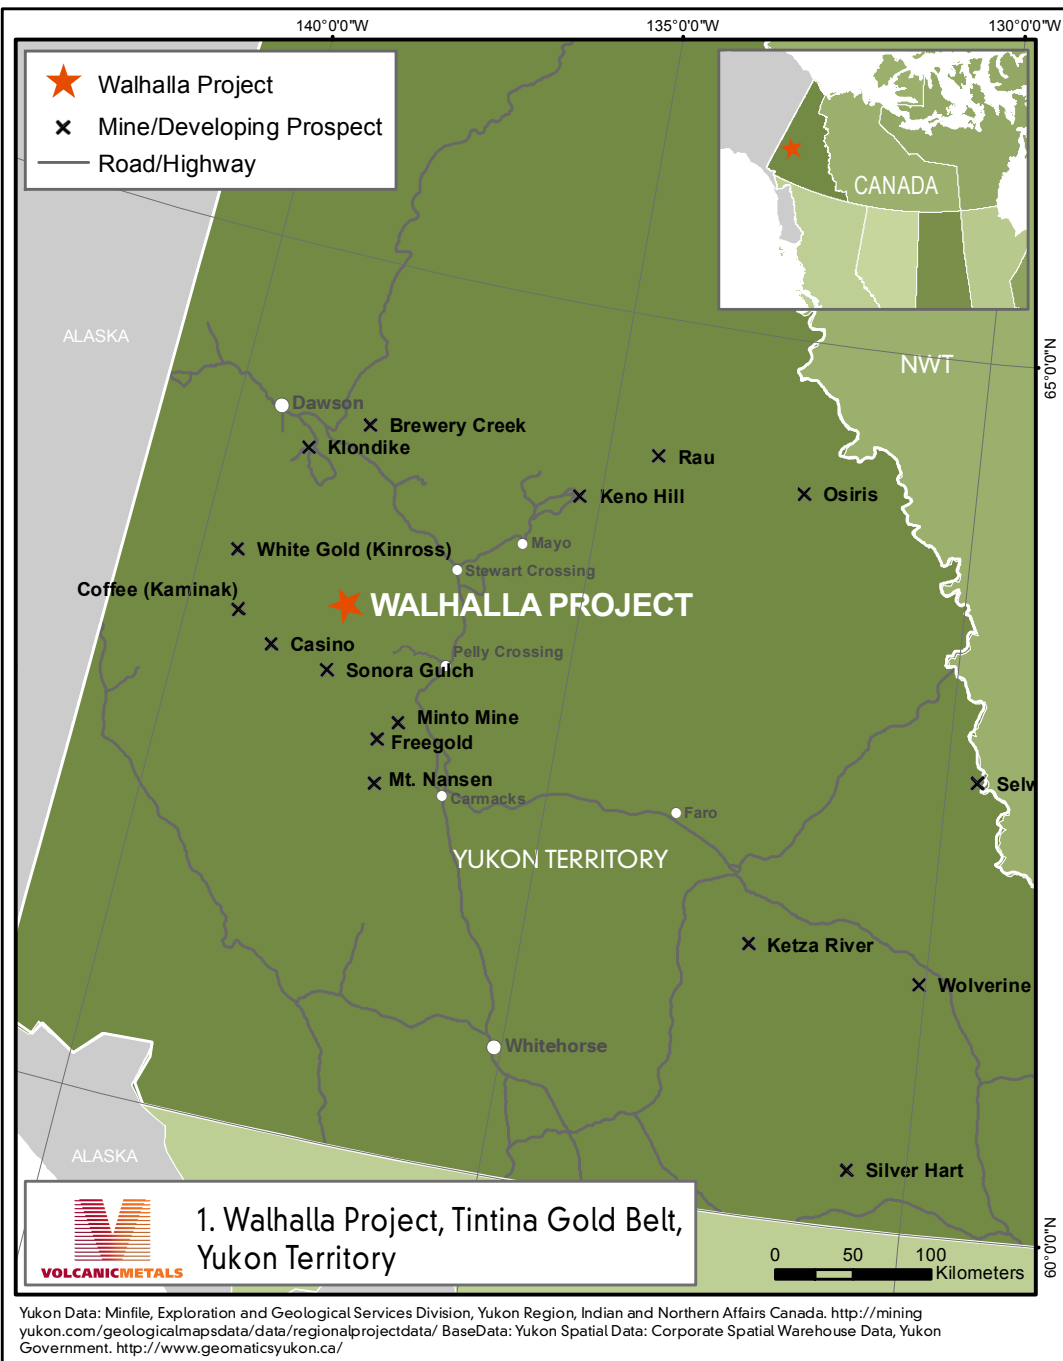 140°0'0"W
135°0'0"W
130°0'0"W
Walhalla Project
Mine/Developing Prospect
Road/Highway
CANADA
ALASKA
NWT
65°0'0"N
Dawson
Brewery Creek
Klondike
Rau
Keno Hill
Osiris
White Gold (Kinross)
Mayo
Stewart Crossing
Coffee (Kaminak)
WALHALLA PROJECT
Casino
Pelly Crossing
Sonora Gulch
Minto Mine
Freegold
Mt. Nansen
Selw
Carmacks
Faro
YUKON TERRITORY
Ketza River
Wolverine
Whitehorse
ALASKA
Silver Hart
VOLCANICMETALS
1. Walhalla Project, Tintina Gold Belt,
Yukon Territory
0 50 100
Kilometers
60°0'0"N
Yukon Data: Minfile, Exploration and Geological Services Division, Yukon Region, Indian and Northern Affairs Canada. http://mining
yukon.com/geologicalmapsdata/data/regionalprojectdata/ BaseData: Yukon Spatial Data: Corporate Spatial Warehouse Data, Yukon
Government. http://www.geomaticsyukon.ca/